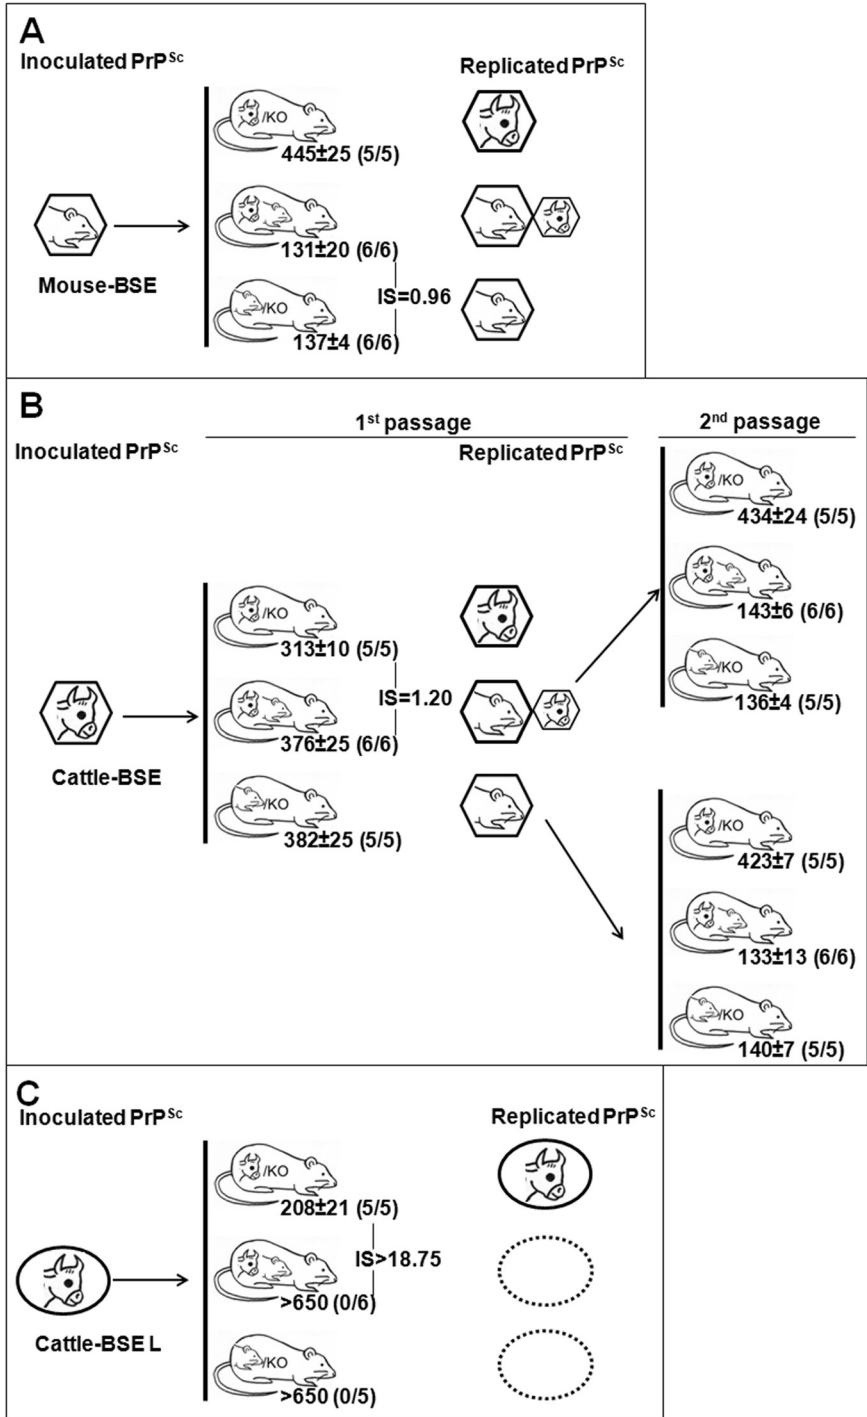 A
Inoculated PrPSc
Replicated PrPSc
/KO
445±25 (5/5)
131±20 (6/6)
IS=0.96
Mouse-BSE
/KO
137±4 (6/6)
B
1st passage
2nd passage
Inoculated PrPSc
Replicated PrPSc
/KO
434±24 (5/5)
143±6 (6/6)
/KO
136±4 (5/5)
/KO
313±10 (5/5)
IS=1.20
376±25 (6/6)
Cattle-BSE
/KO
382±25 (5/5)
/KO
423±7 (5/5)
133±13 (6/6)
/KO
140±7 (5/5)
C
Inoculated PrPSc
Replicated PrPSc
/KO
208±21 (5/5)
IS>18.75
>650 (0/6)
Cattle-BSE L
/KO
>650 (0/5)